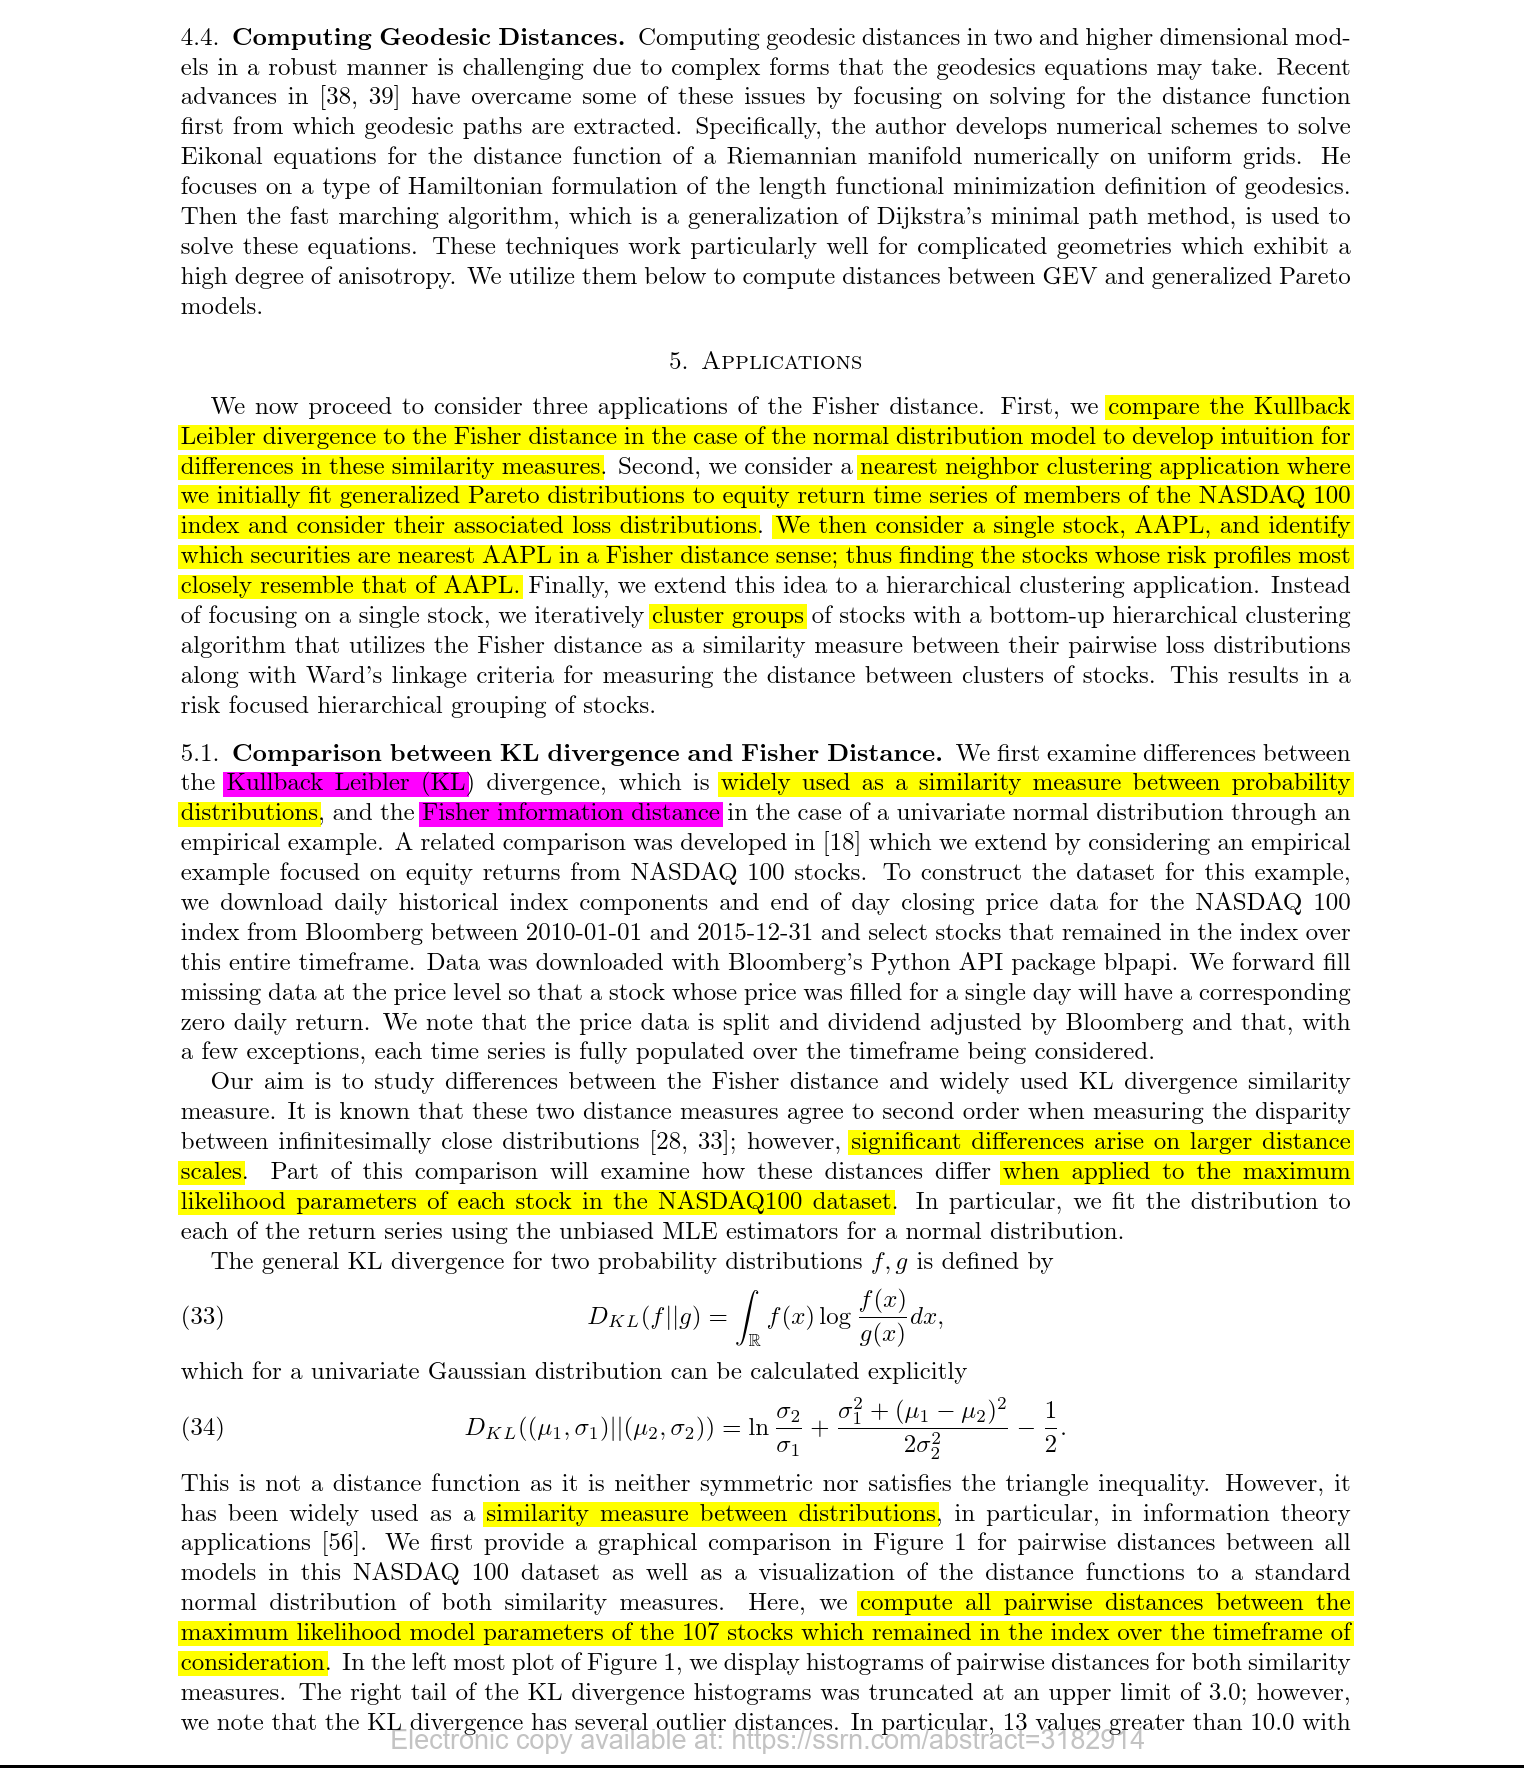 4.4. Computing Geodesic Distances. Computing geodesic distances in two and higher dimensional mod-
els in a robust manner is challenging due to complex forms that the geodesics equations may take. Recent
advances in [38, 39] have overcame some of these issues by focusing on solving for the distance function
first from which geodesic paths are extracted. Specifically, the author develops numerical schemes to solve
Eikonal equations for the distance function of a Riemannian manifold numerically on uniform grids. He
focuses on a type of Hamiltonian formulation of the length functional minimization definition of geodesics.
Then the fast marching algorithm, which is a generalization of Dijkstra's minimal path method, is used to
solve these equations. These techniques work particularly well for complicated geometries which exhibit a
high degree of anisotropy. We utilize them below to compute distances between GEV and generalized Pareto
models.
5. Applications
We now proceed to consider three applications of the Fisher distance. First, we compare the Kullback
Leibler divergence to the Fisher distance in the case of the normal distribution model to develop intuition for
differences in these similarity measures. Second, we consider a nearest neighbor clustering application where
we initially fit generalized Pareto distributions to equity return time series of members of the NASDAQ 100
index and consider their associated loss distributions. We then consider a single stock, AAPL, and identify
which securities are nearest AAPL in a Fisher distance sense; thus finding the stocks whose risk profiles most
closely resemble that of AAPL. Finally, we extend this idea to a hierarchical clustering application. Instead
of focusing on a single stock, we iteratively cluster groups of stocks with a bottom-up hierarchical clustering
algorithm that utilizes the Fisher distance as a similarity measure between their pairwise loss distributions
along with Ward's linkage criteria for measuring the distance between clusters of stocks. This results in a
risk focused hierarchical grouping of stocks.
5.1. Comparison between KL divergence and Fisher Distance. We first examine differences between
the Kullback Leibler (KL) divergence, which is widely used as a similarity measure between probability
distributions, and the Fisher information distance in the case of a univariate normal distribution through an
empirical example. A related comparison was developed in [18] which we extend by considering an empirical
example focused on equity returns from NASDAQ 100 stocks. To construct the dataset for this example,
we download daily historical index components and end of day closing price data for the NASDAQ 100
index from Bloomberg between 2010-01-01 and 2015-12-31 and select stocks that remained in the index over
this entire timeframe. Data was downloaded with Bloomberg's Python API package blpapi. We forward fill
missing data at the price level so that a stock whose price was filled for a single day will have a corresponding
zero daily return. We note that the price data is split and dividend adjusted by Bloomberg and that, with
a few exceptions, each time series is fully populated over the timeframe being considered.
Our aim is to study differences between the Fisher distance and widely used KL divergence similarity
measure. It is known that these two distance measures agree to second order when measuring the disparity
between infinitesimally close distributions [28, 33]; however, significant differences arise on larger distance
scales. Part of this comparison will examine how these distances differ when applied to the maximum
likelihood parameters of each stock in the NASDAQ100 dataset. In particular, we fit the distribution to
each of the return series using the unbiased MLE estimators for a normal distribution.
The general KL divergence for two probability distributions f, g is defined by
(33) D_{KL}(f||g) = ∫_ℝ f(x) log \frac{f(x)}{g(x)} dx,
which for a univariate Gaussian distribution can be calculated explicitly
(34) D_{KL}((μ₁, σ₁)||(μ₂, σ₂)) = ln \frac{σ₂}{σ₁} + \frac{σ₁² + (μ₁ − μ₂)²}{2σ₂²} − \frac{1}{2}.
This is not a distance function as it is neither symmetric nor satisfies the triangle inequality. However, it
has been widely used as a similarity measure between distributions, in particular, in information theory
applications [56]. We first provide a graphical comparison in Figure 1 for pairwise distances between all
models in this NASDAQ 100 dataset as well as a visualization of the distance functions to a standard
normal distribution of both similarity measures. Here, we compute all pairwise distances between the
maximum likelihood model parameters of the 107 stocks which remained in the index over the timeframe of
consideration. In the left most plot of Figure 1, we display histograms of pairwise distances for both similarity
measures. The right tail of the KL divergence histograms was truncated at an upper limit of 3.0; however,
we note that the KL divergence has several outlier distances. In particular, 13 values greater than 10.0 with
Electronic copy available at: https://ssrn.com/abstract=3182914